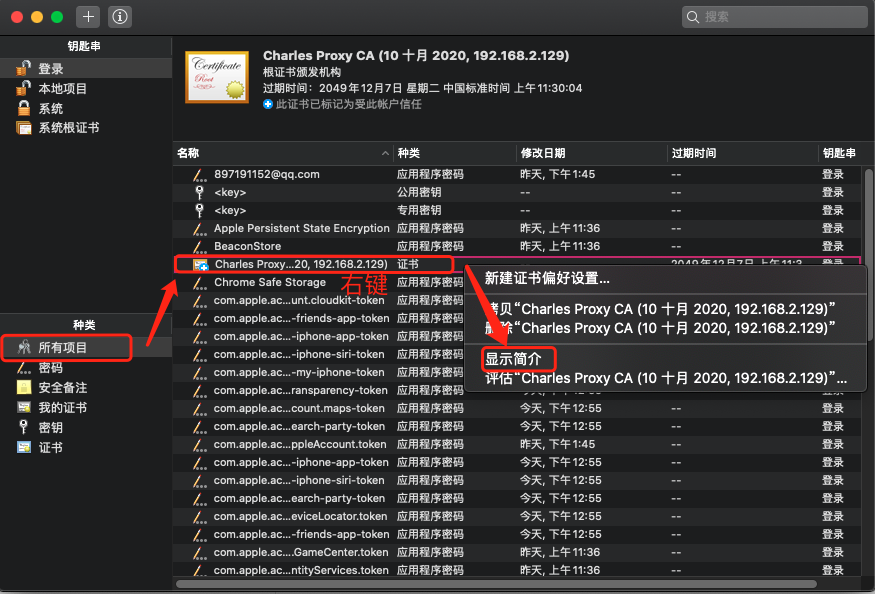 搜索
钥匙串
登录
本地项目
系统
系统根证书
Charles Proxy CA (10 十月 2020, 192.168.2.129)
根证书颁发机构
过期时间：2049年12月7日 星期二 中国标准时间 上午11:30:04
此证书已标记为受此帐户信任
名称 种类 修改日期 过期时间 钥匙串
897191152@qq.com 应用程序密码 昨天, 下午1:45 -- 登录
<key> 公用密钥 -- -- 登录
<key> 专用密钥 -- -- 登录
Apple Persistent State Encryption 应用程序密码 昨天, 上午11:36 -- 登录
BeaconStore 应用程序密码 昨天, 上午11:36 -- 登录
Charles Proxy...20, 192.168.2.129) 证书 -- 2049年12月7日 上午11:3... 登录
Chrome Safe Storage 应用程序密码
右键
com.apple.ac...unt.cloudkit-token 应用程序密码
com.apple.ac...-friends-app-token 应用程序密码
com.apple.ac...-iphone-app-token 应用程序密码
com.apple.ac...-iphone-siri-token 应用程序密码
com.apple.ac...-my-iphone-token 应用程序密码
com.apple.ac...ransparency-token 应用程序密码
com.apple.ac...count.maps-token 应用程序密码 今天, 下午12:55 -- 登录
com.apple.ac...earch-party-token 应用程序密码 今天, 下午12:55 -- 登录
com.apple.ac...ppleAccount.token 应用程序密码 昨天, 下午1:45 -- 登录
com.apple.ac...-iphone-app-token 应用程序密码 今天, 下午12:55 -- 登录
com.apple.ac...-iphone-siri-token 应用程序密码 今天, 下午12:55 -- 登录
com.apple.ac...earch-party-token 应用程序密码 今天, 下午12:55 -- 登录
com.apple.ac...eviceLocator.token 应用程序密码 今天, 下午12:55 -- 登录
com.apple.ac...-friends-app-token 应用程序密码 今天, 下午12:55 -- 登录
com.apple.ac...GameCenter.token 应用程序密码 昨天, 上午11:36 -- 登录
com.apple.ac...ntityServices.token 应用程序密码 昨天, 上午11:36 -- 登录
新建证书偏好设置...
拷贝“Charles Proxy CA (10 十月 2020, 192.168.2.129)”
删除“Charles Proxy CA (10 十月 2020, 192.168.2.129)”
显示简介
评估“Charles Proxy CA (10 十月 2020, 192.168.2.129)”...
种类
所有项目
密码
安全备注
我的证书
密钥
证书